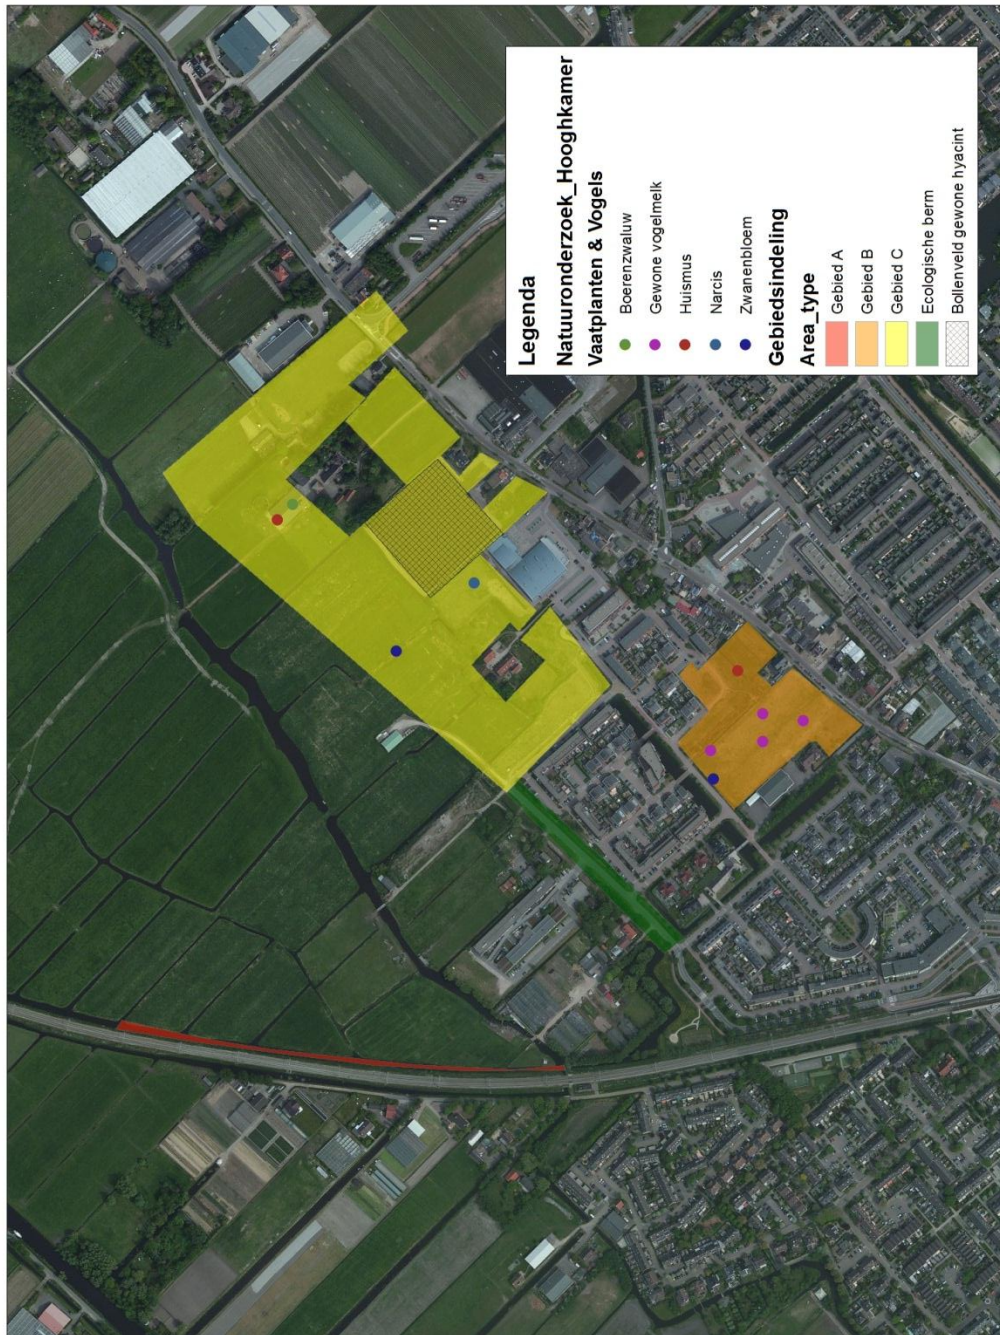 Legenda
Natuuronderzoek_Hooghkamer
Vaatplanten & Vogels
Boerenzwaluw
Gewone vogelmelk
Huismus
Narcis
Zwanenbloem
Gebiedsindeling
Area_type
Gebied A
Gebied B
Gebied C
Ecologische berm
Bollenveld gewone hyacint